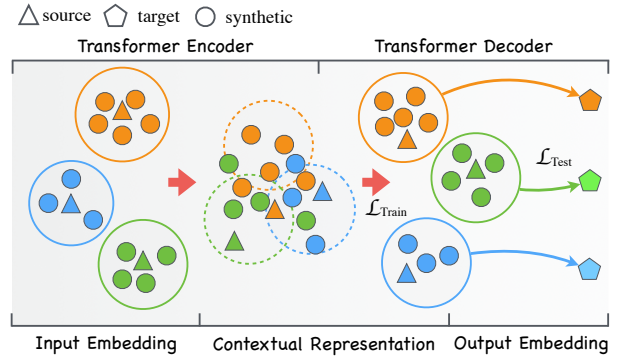 source target synthetic
Transformer Encoder Transformer Decoder
ℒTest
ℒTrain
Input Embedding Contextual Representation Output Embedding